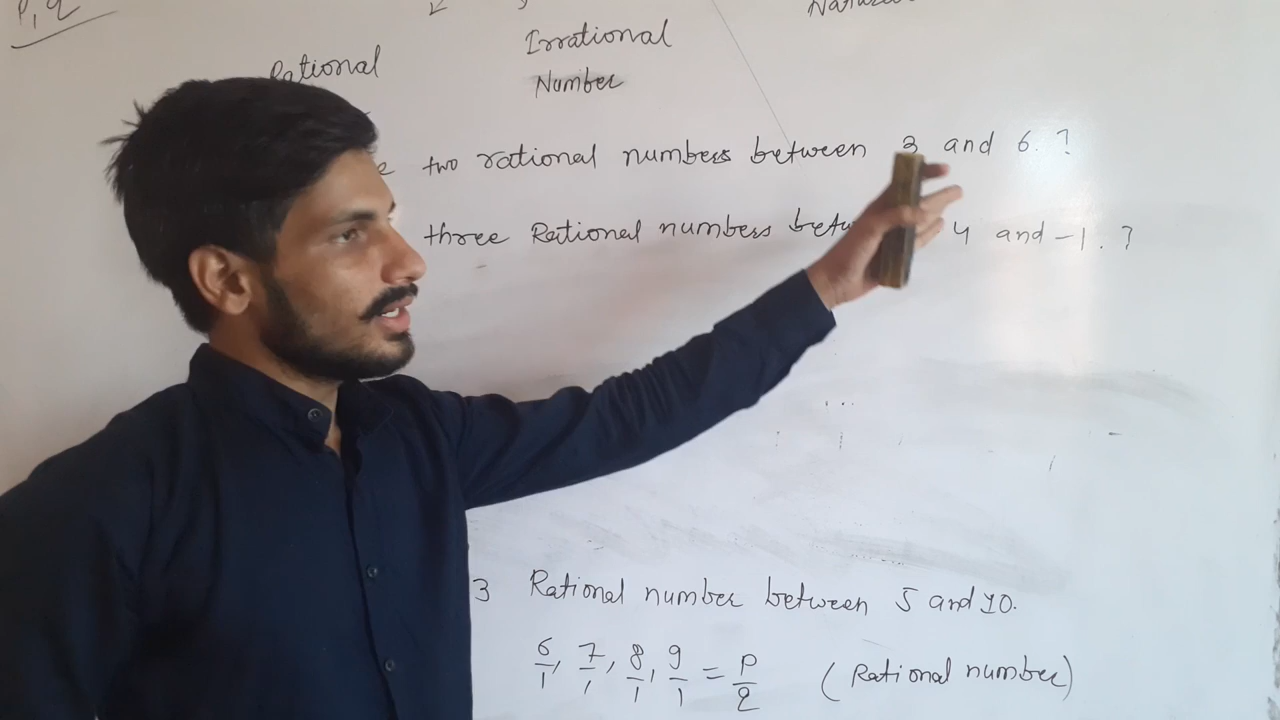 P, q
Natural
Rational
Irrational
Number
two rational numbers between 3 and 6. ?
three Rational numbers 4 and -1. ?
3 Rational number between 5 and 10.
6/1, 7/1, 8/1, 9/1 = p/q (Rational number)